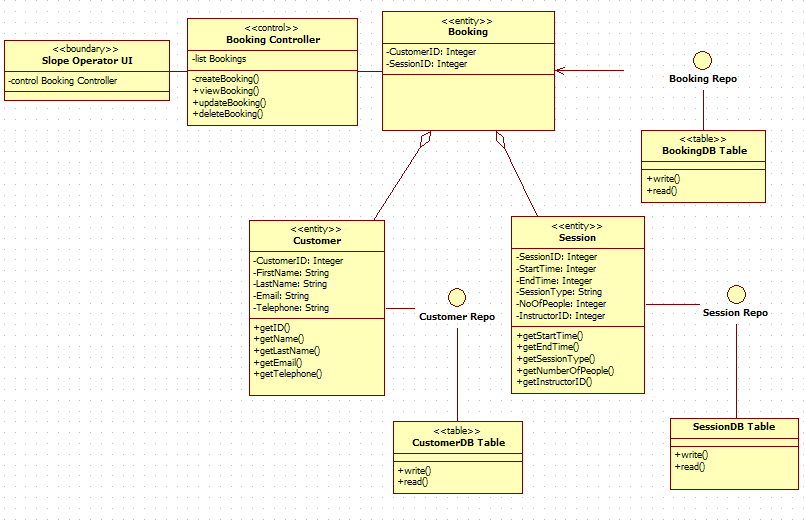 <<boundary>>
Slope Operator UI
-control Booking Controller
<<control>>
Booking Controller
-list Bookings
-createBooking()
+viewBooking()
+updateBooking()
+deleteBooking()
<<entity>>
Booking
-CustomerID: Integer
-SessionID: Integer
Booking Repo
<<table>>
BookingDB Table
+write()
+read()
<<entity>>
Customer
-CustomerID: Integer
-FirstName: String
-LastName: String
-Email: String
-Telephone: String
+getID()
+getName()
+getLastName()
+getEmail()
+getTelephone()
<<entity>>
Session
-SessionID: Integer
-StartTime: Integer
-EndTime: Integer
-SessionType: String
-NoOfPeople: Integer
-InstructorID: Integer
+getStartTime()
+getEndTime()
+getSessionType()
+getNumberOfPeople()
+getInstructorID()
Customer Repo
Session Repo
<<table>>
CustomerDB Table
+write()
+read()
SessionDB Table
+write()
+read()